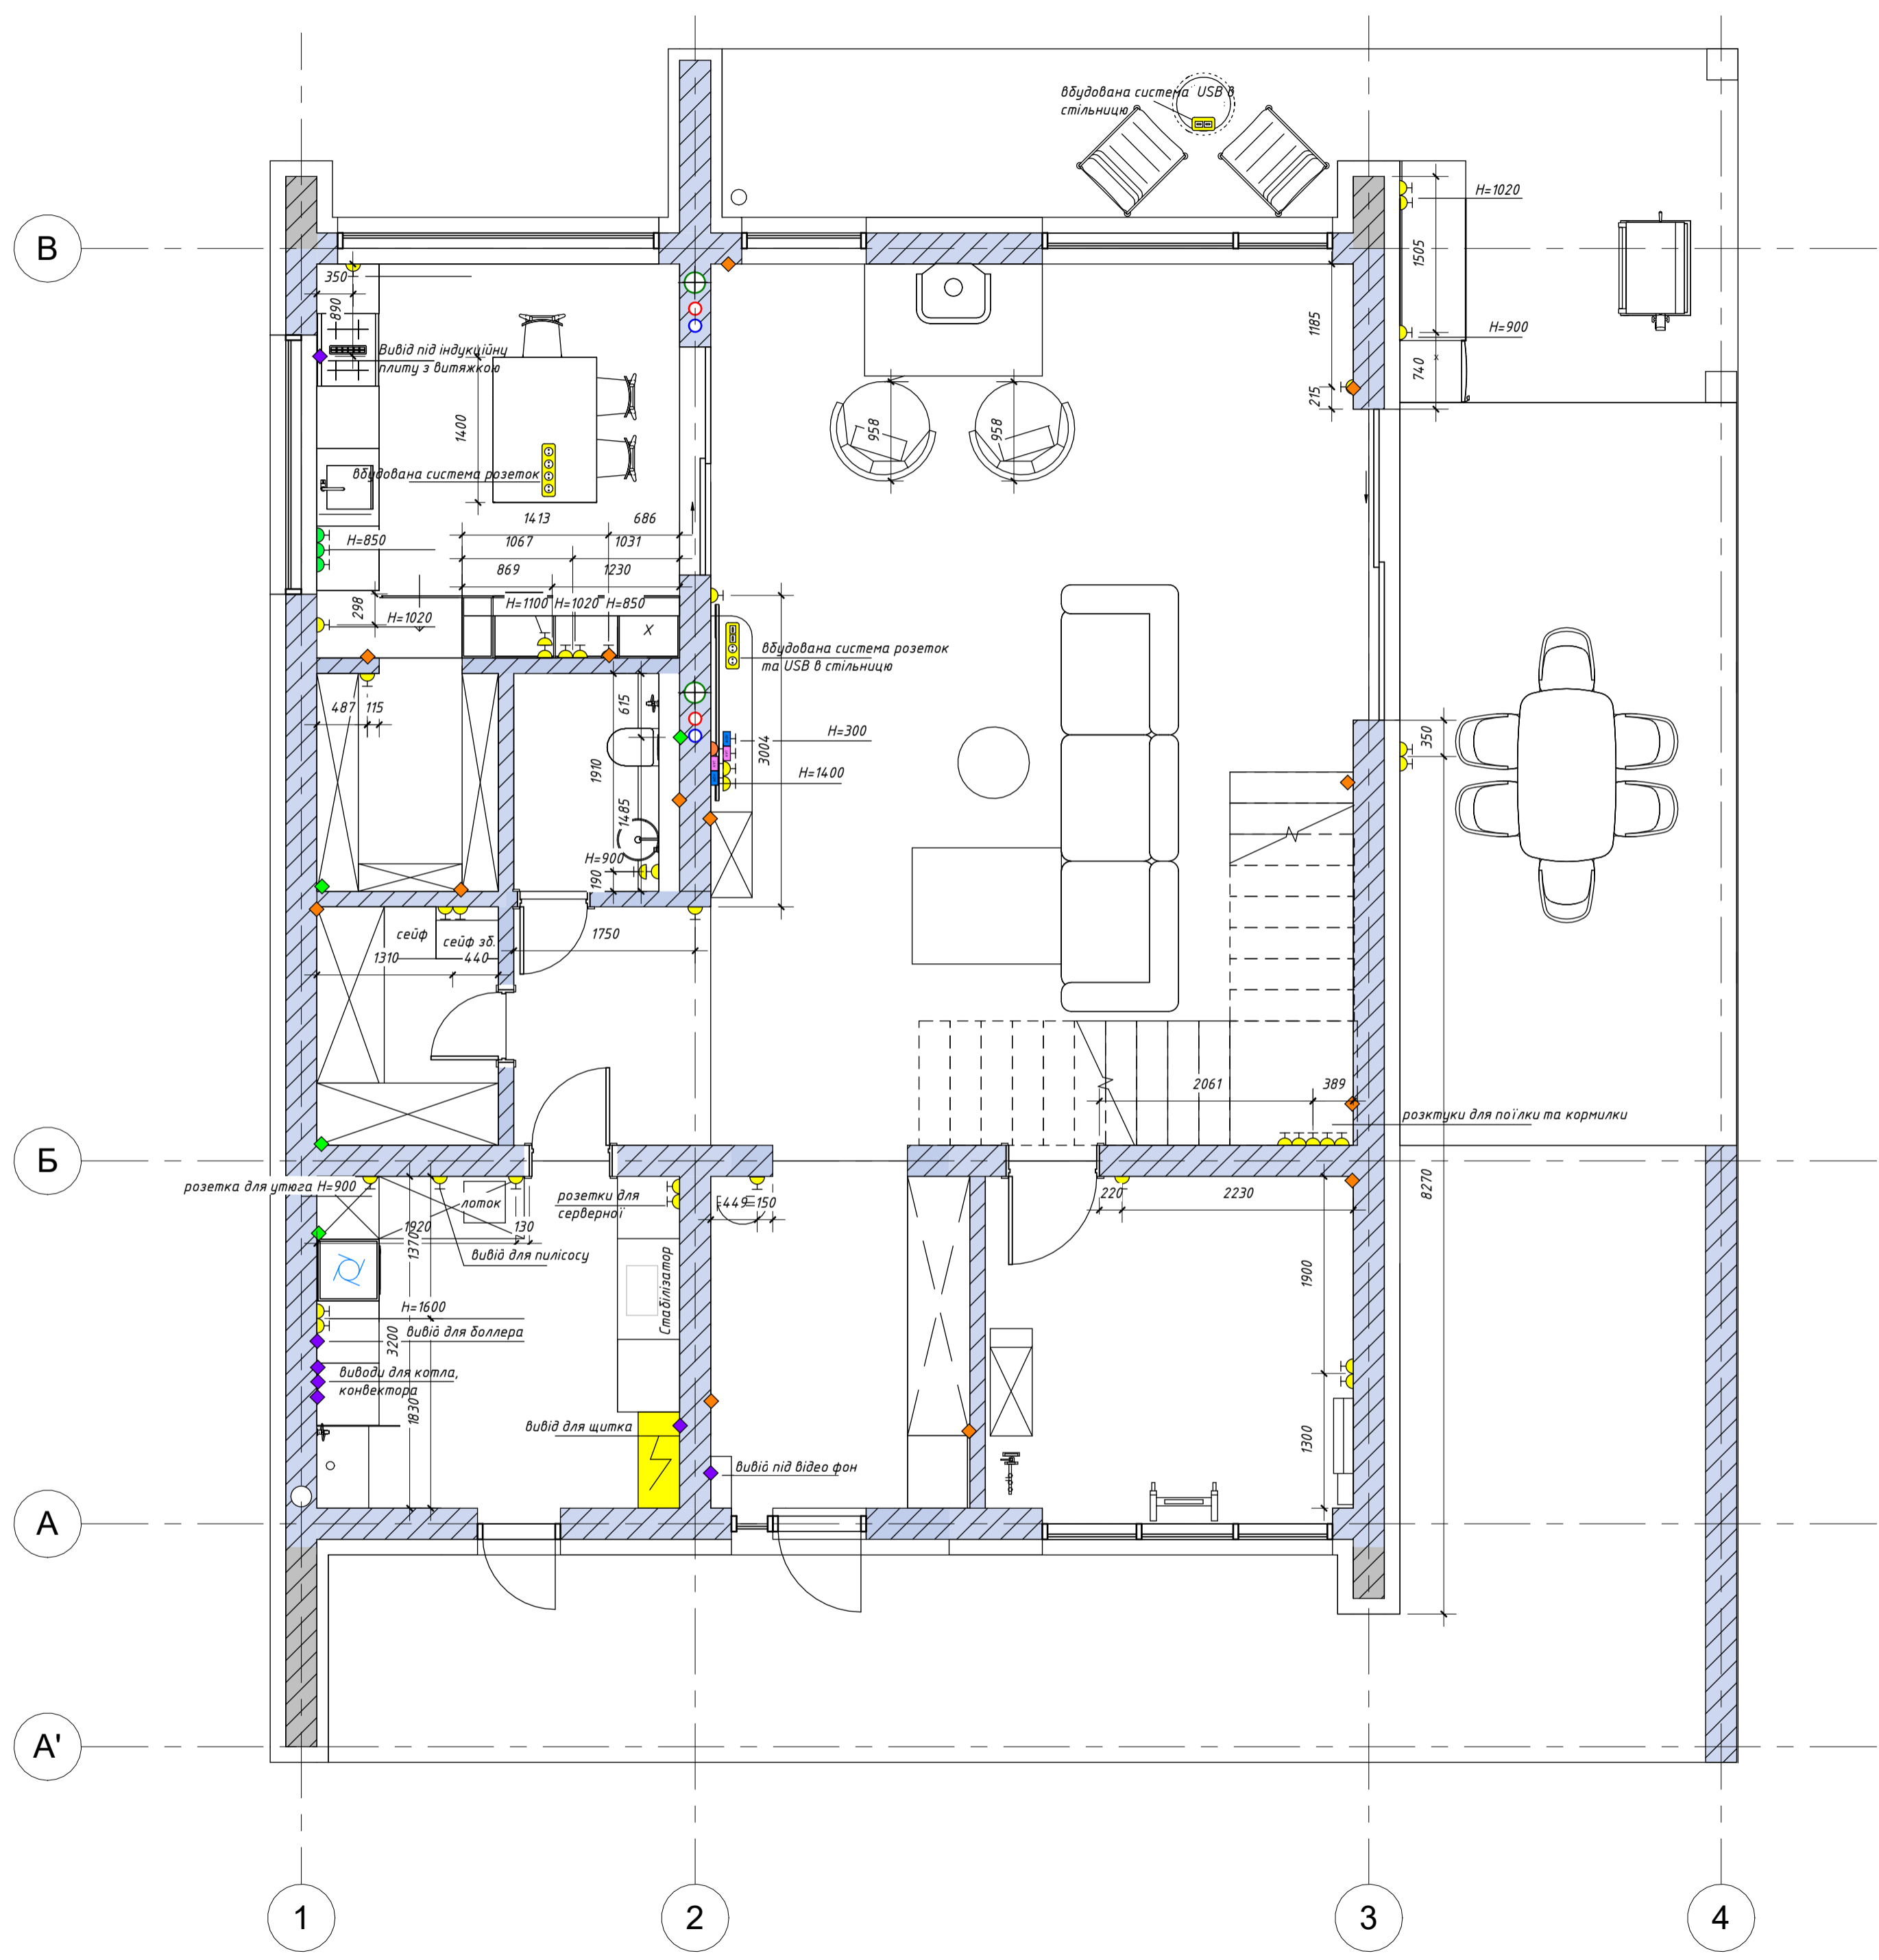 вбудована система USB в
стільницю
H=1020
В
350
1505
890
1185
H=900
Вивід під індукційну
плиту з витяжкою
740
x
215
1400
958
958
вбудована система розеток
1413
686
H=850
1067
1031
869
1230
298
H=1100
H=1020
H=850
H=1020
X
вбудована система розеток
та USB в стільницю
487
115
615
H=300
350
3004
1910
H=1400
1485
H=900
190
сейф
сейф зб.
1750
1310
440
2061
389
розктуки для поїлки та кормилки
Б
розетка для утюга H=900
лоток
розетки для
серверної
449
150
220
2230
8270
1920
130
1370
вивід для пилісосу
Стабілізатор
1900
H=1600
вивід для боллера
3200
виводи для котла,
конвектора
1830
вивід для щитка
1300
вивід під відео фон
А
А'
1
2
3
4